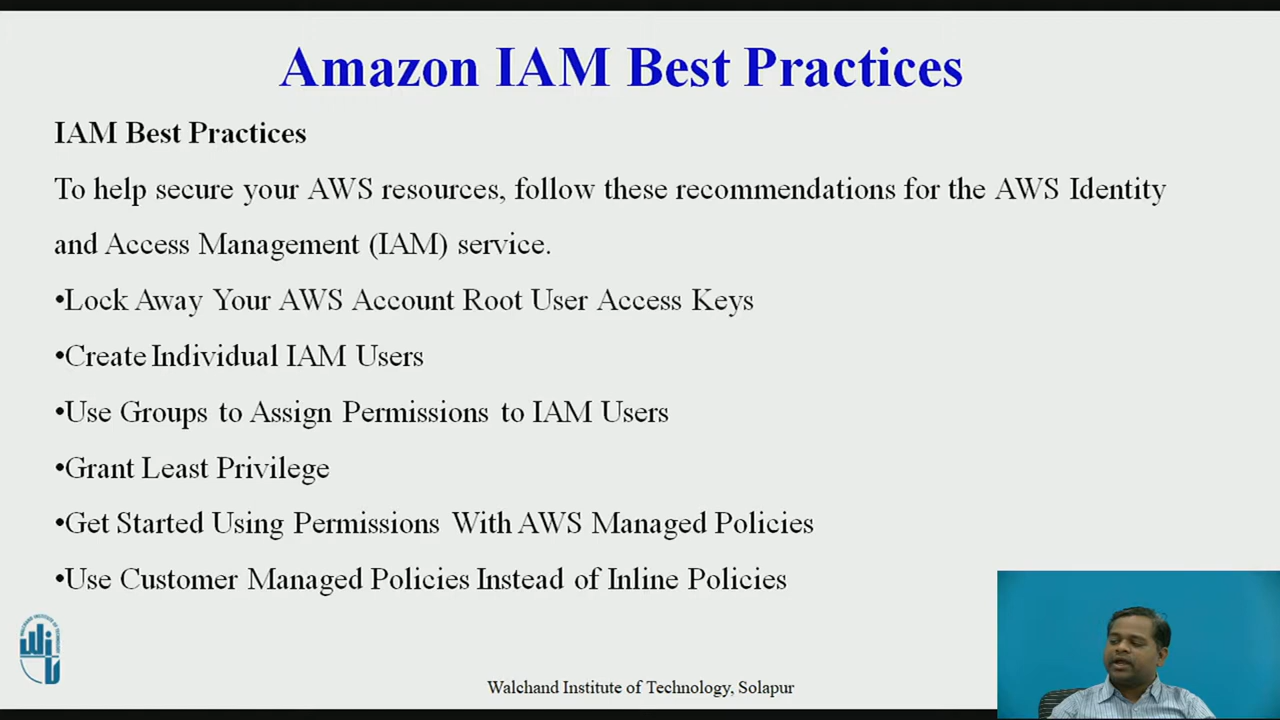 Amazon IAM Best Practices
IAM Best Practices
To help secure your AWS resources, follow these recommendations for the AWS Identity
and Access Management (IAM) service.
•Lock Away Your AWS Account Root User Access Keys
•Create Individual IAM Users
•Use Groups to Assign Permissions to IAM Users
•Grant Least Privilege
•Get Started Using Permissions With AWS Managed Policies
•Use Customer Managed Policies Instead of Inline Policies
Walchand Institute of Technology, Solapur